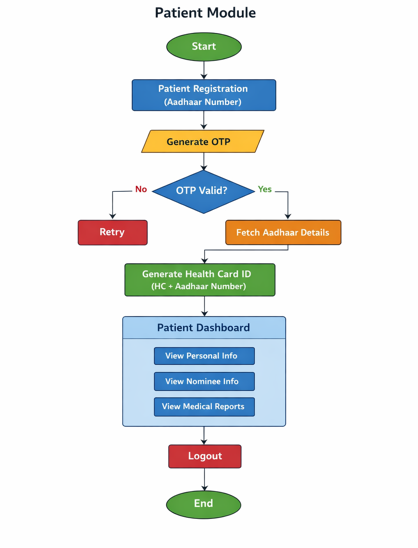 Patient Module
Start
Patient Registration
(Aadhaar Number)
Generate OTP
OTP Valid?
No
Yes
Retry
Fetch Aadhaar Details
Generate Health Card ID
(HC + Aadhaar Number)
Patient Dashboard
View Personal Info
View Nominee Info
View Medical Reports
Logout
End